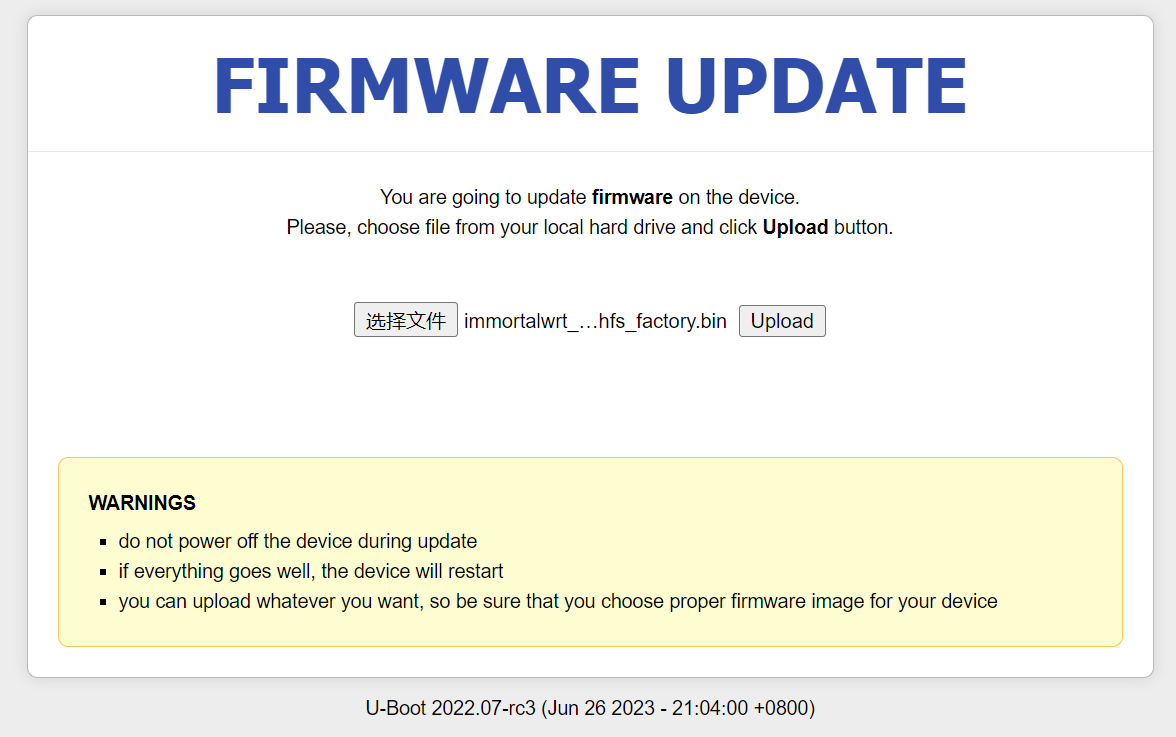 FIRMWARE UPDATE
You are going to update firmware on the device.
Please, choose file from your local hard drive and click Upload button.
选择文件 immortalwrt_...hfs_factory.bin Upload
WARNINGS
▪ do not power off the device during update
▪ if everything goes well, the device will restart
▪ you can upload whatever you want, so be sure that you choose proper firmware image for your device
U-Boot 2022.07-rc3 (Jun 26 2023 - 21:04:00 +0800)